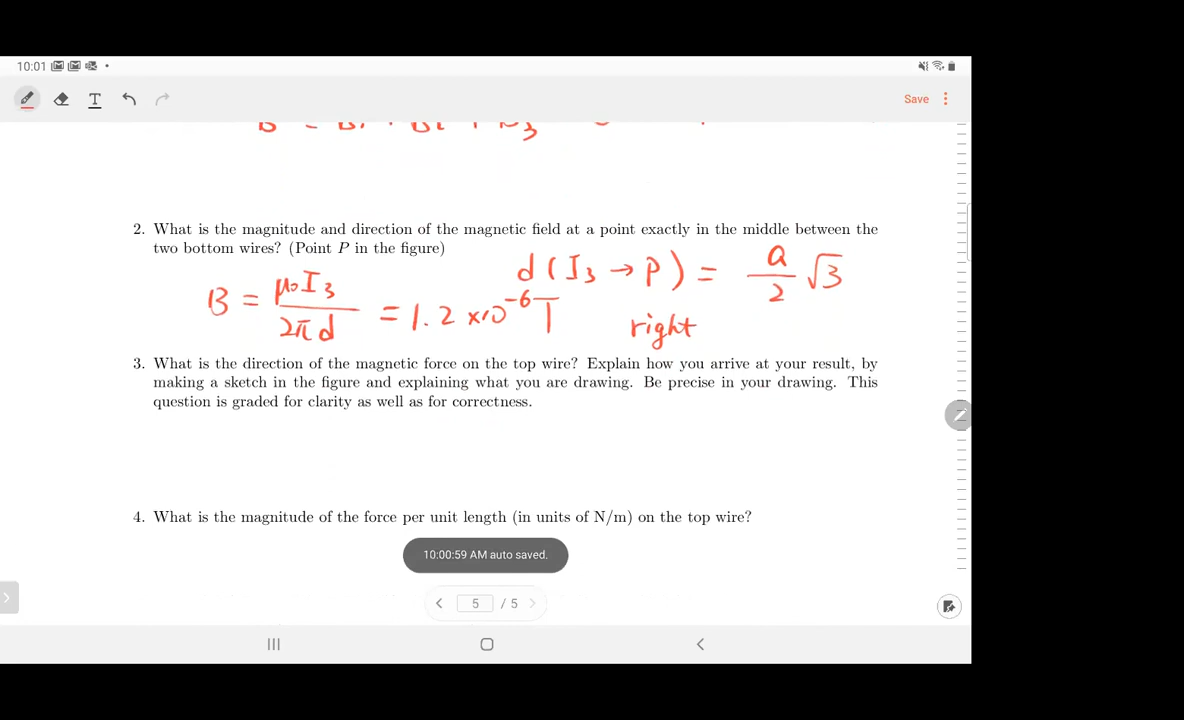 10:01
T
Save
2. What is the magnitude and direction of the magnetic field at a point exactly in the middle between the
two bottom wires? (Point P in the figure)
d ( I₃ → P ) = a/2 √3
B = μ₀I₃ / 2πd = 1.2 ×10⁻⁶ T right
3. What is the direction of the magnetic force on the top wire? Explain how you arrive at your result, by
making a sketch in the figure and explaining what you are drawing. Be precise in your drawing. This
question is graded for clarity as well as for correctness.
4. What is the magnitude of the force per unit length (in units of N/m) on the top wire?
10:00:59 AM auto saved.
5 / 5